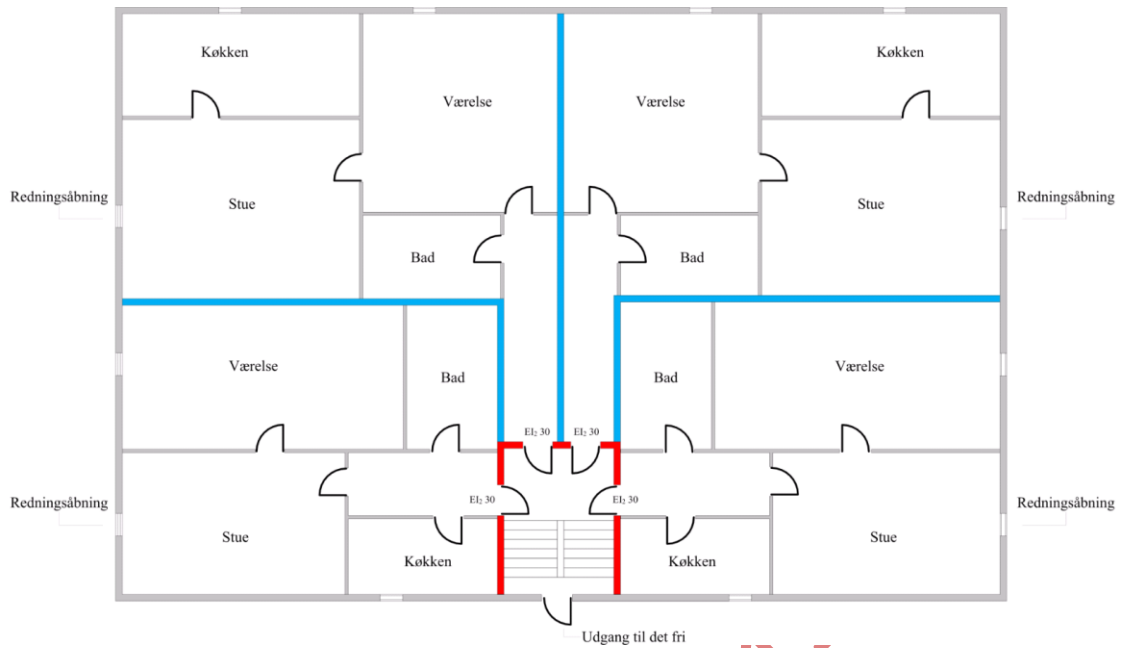 Køkken
Køkken
Værelse
Værelse
Redningsåbning
Stue
Stue
Redningsåbning
Bad
Bad
Værelse
Bad
Bad
Værelse
EI₂ 30
EI₂ 30
Redningsåbning
EI₂ 30
EI₂ 30
Redningsåbning
Stue
Køkken
Køkken
Stue
Udgang til det fri